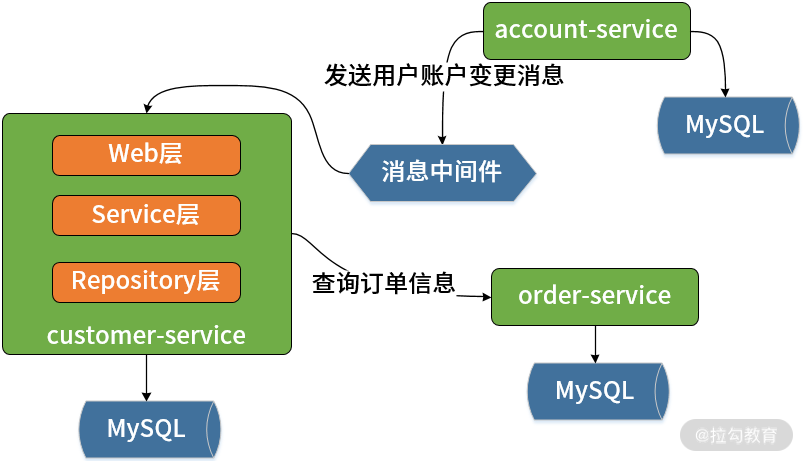 account-service
发送用户账户变更消息
MySQL
Web层
消息中间件
Service层
Repository层
查询订单信息
order-service
customer-service
MySQL
MySQL
@拉勾教育